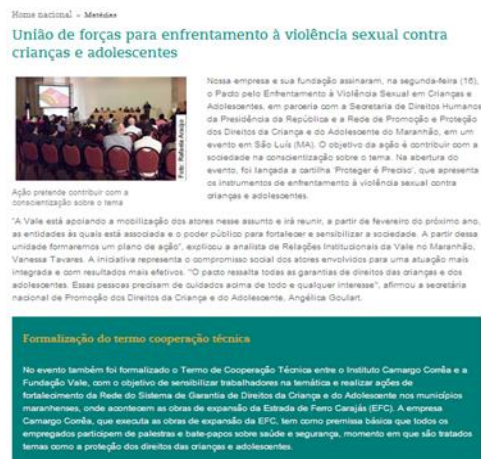 Home nacional » Matérias
União de forças para enfrentamento à violência sexual contra
crianças e adolescentes
Nossa empresa e sua fundação assinaram, na segunda-feira (16),
o Pacto pelo Enfrentamento à Violência Sexual em Crianças e
Adolescentes, em parceria com a Secretaria de Direitos Humanos
da Presidência da República e a Rede de Promoção e Proteção
dos Direitos da Criança e do Adolescente do Maranhão, em um
evento em São Luís (MA). O objetivo da ação é contribuir com a
sociedade na conscientização sobre o tema. Na abertura do
evento, foi lançada a cartilha 'Proteger é Preciso', que apresenta
os instrumentos de enfrentamento à violência sexual contra
crianças e adolescentes.
Foto: Rafaela Araújo
Ação pretende contribuir com a
conscientização sobre o tema
"A Vale está apoiando a mobilização dos atores nesse assunto e irá reunir, a partir de fevereiro do próximo ano,
as entidades às quais está associada e o poder público para fortalecer e sensibilizar a sociedade. A partir dessa
unidade formaremos um plano de ação", explicou a analista de Relações Institucionais da Vale no Maranhão,
Vanessa Tavares. A iniciativa representa o compromisso social dos atores envolvidos para uma atuação mais
integrada e com resultados mais efetivos. "O pacto ressalta todas as garantias de direitos das crianças e dos
adolescentes. Essas pessoas precisam de cuidados acima de todo e qualquer interesse", afirmou a secretária
nacional de Promoção dos Direitos da Criança e do Adolescente, Angélica Goulart.
Formalização do termo cooperação técnica
No evento também foi formalizado o Termo de Cooperação Técnica entre o Instituto Camargo Corrêa e a
Fundação Vale, com o objetivo de sensibilizar trabalhadores na temática e realizar ações de
fortalecimento da Rede do Sistema de Garantia de Direitos da Criança e do Adolescente nos municípios
maranhenses, onde acontecem as obras de expansão da Estrada de Ferro Carajás (EFC). A empresa
Camargo Corrêa, que executa as obras de expansão da EFC, tem como premissa básica que todos os
empregados participem de palestras e bate-papos sobre saúde e segurança, momento em que são tratados
temas como a proteção dos direitos das crianças e adolescentes.